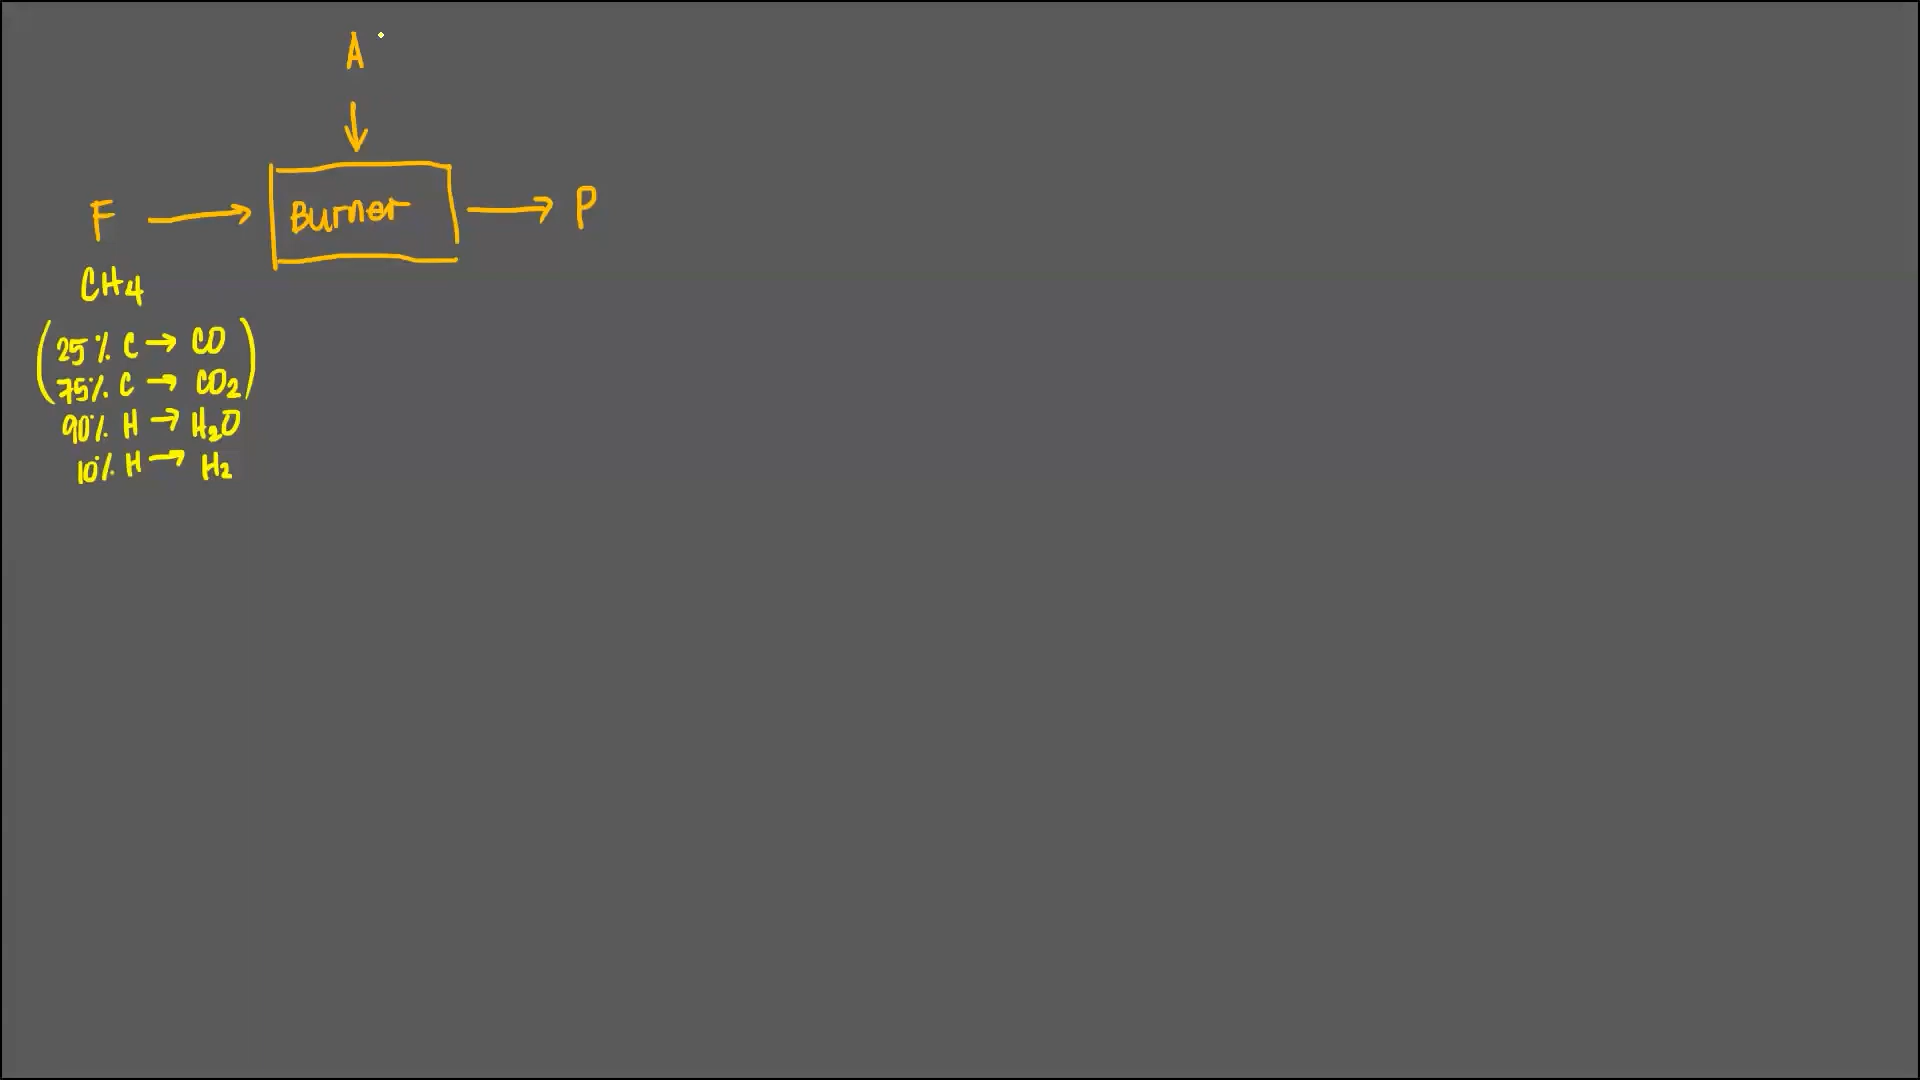 A
F → Burner → P
CH4
(25% C → CO
75% C → CO2)
90% H → H2O
10% H → H2